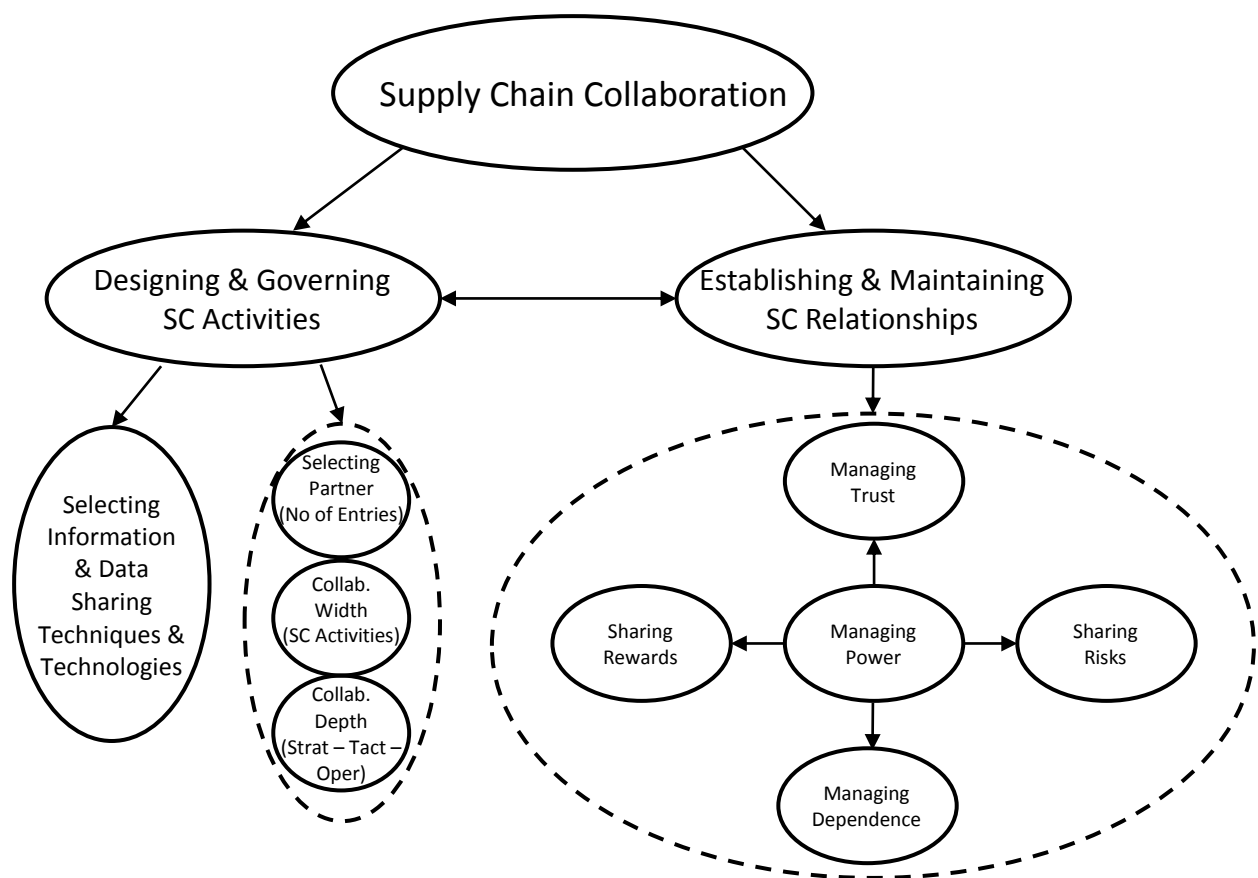 Supply Chain Collaboration
Designing & Governing
SC Activities
Establishing & Maintaining
SC Relationships
Selecting
Information
& Data
Sharing
Techniques &
Technologies
Selecting
Partner
(No of Entries)
Collab.
Width
(SC Activities)
Collab.
Depth
(Strat – Tact –
Oper)
Managing
Trust
Sharing
Rewards
Managing
Power
Sharing
Risks
Managing
Dependence